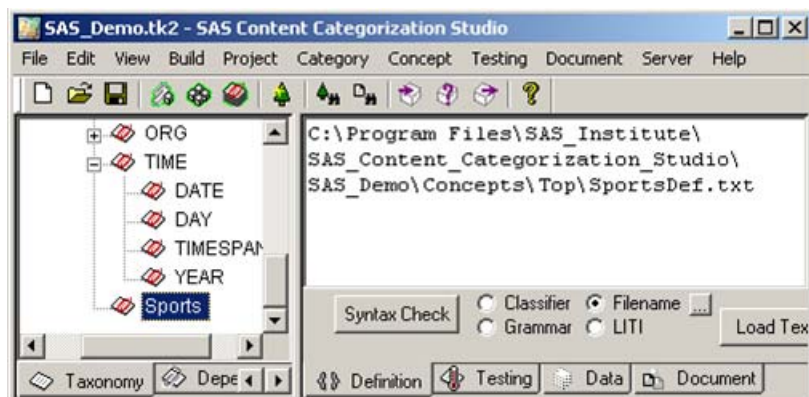 SAS_Demo.tk2 - SAS Content Categorization Studio
File Edit View Build Project Category Concept Testing Document Server Help
ORG
TIME
DATE
DAY
TIMESPAN
YEAR
Sports
Taxonomy Depe
C:\Program Files\SAS_Institute\
SAS_Content_Categorization_Studio\
SAS_Demo\Concepts\Top\SportsDef.txt
Syntax Check Classifier Filename ...
Grammar LITI Load Tex
Definition Testing Data Document